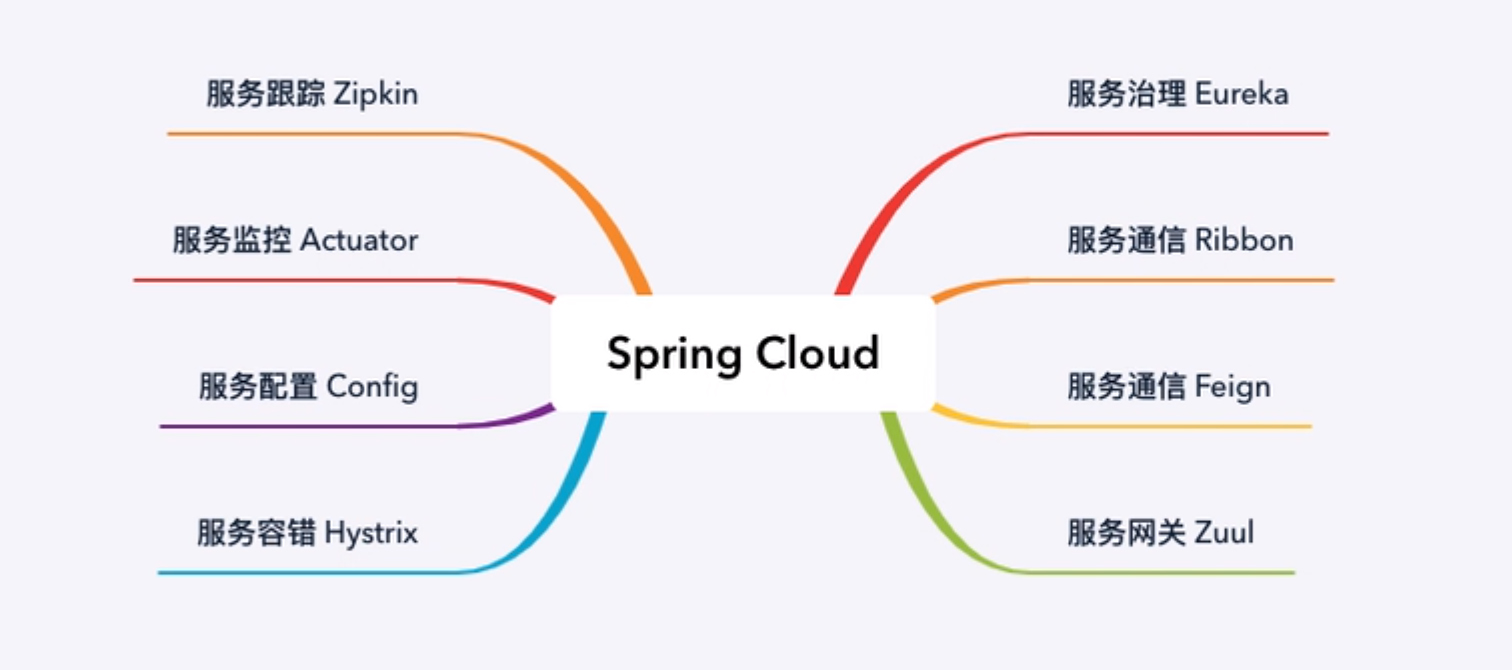 服务跟踪 Zipkin
服务治理 Eureka
服务监控 Actuator
服务通信 Ribbon
Spring Cloud
服务配置 Config
服务通信 Feign
服务容错 Hystrix
服务网关 Zuul